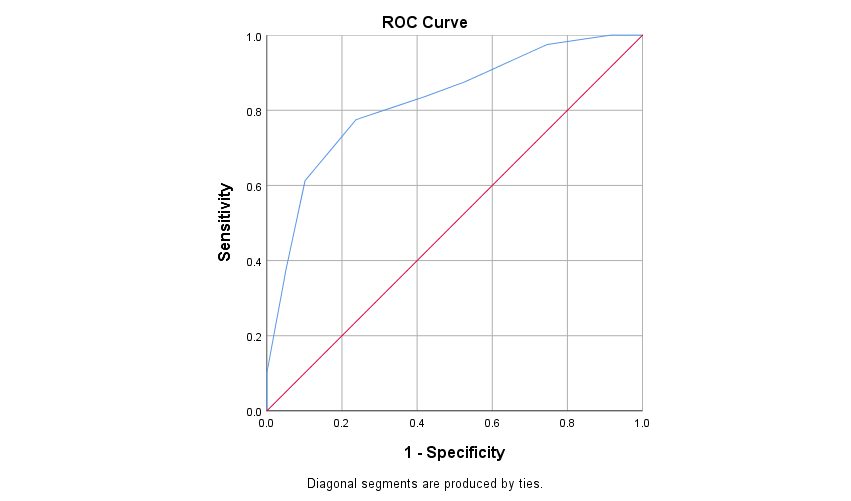 ROC Curve
1.0
0.8
0.6
0.4
0.2
0.0
Sensitivity
0.0 0.2 0.4 0.6 0.8 1.0
1 - Specificity
Diagonal segments are produced by ties.